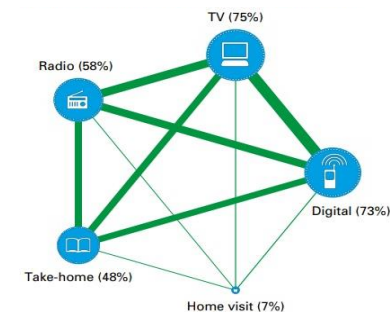 TV (75%)
Radio (58%)
Digital (73%)
Take-home (48%)
Home visit (7%)